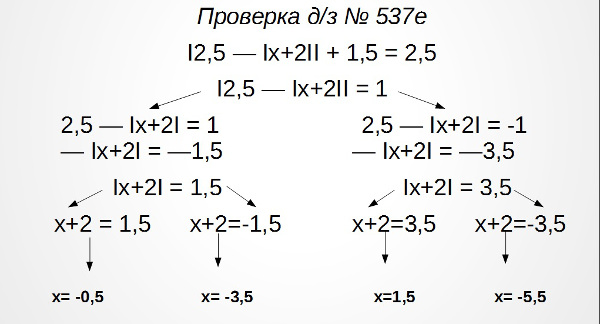 Проверка д/з № 537е
I2,5 — Ix+2II + 1,5 = 2,5
I2,5 — Ix+2II = 1
2,5 — Ix+2I = 1 2,5 — Ix+2I = -1
— Ix+2I = —1,5 — Ix+2I = —3,5
Ix+2I = 1,5 Ix+2I = 3,5
x+2 = 1,5 x+2=-1,5 x+2=3,5 x+2=-3,5
x= -0,5 x= -3,5 x=1,5 x= -5,5